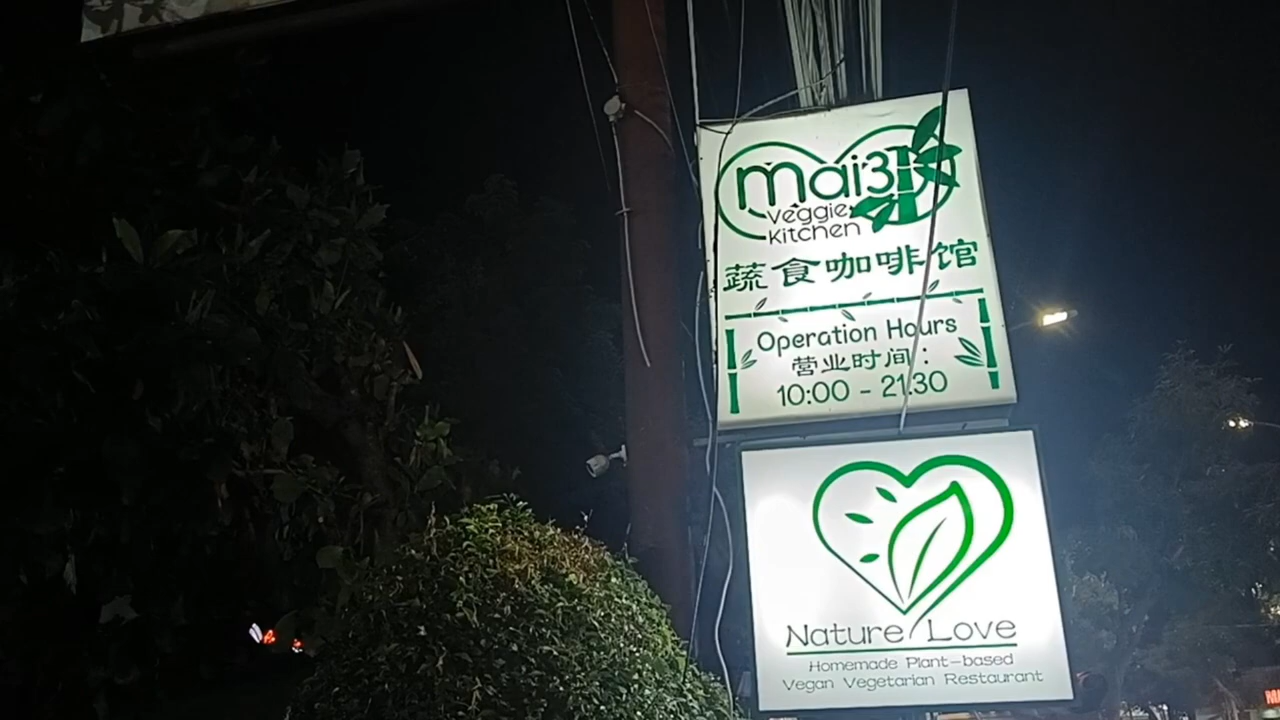 mai3
Veggie
Kitchen
蔬食咖啡馆
Operation Hours
营业时间：
10:00 - 21.30
Nature Love
Homemade Plant-based
Vegan Vegetarian Restaurant